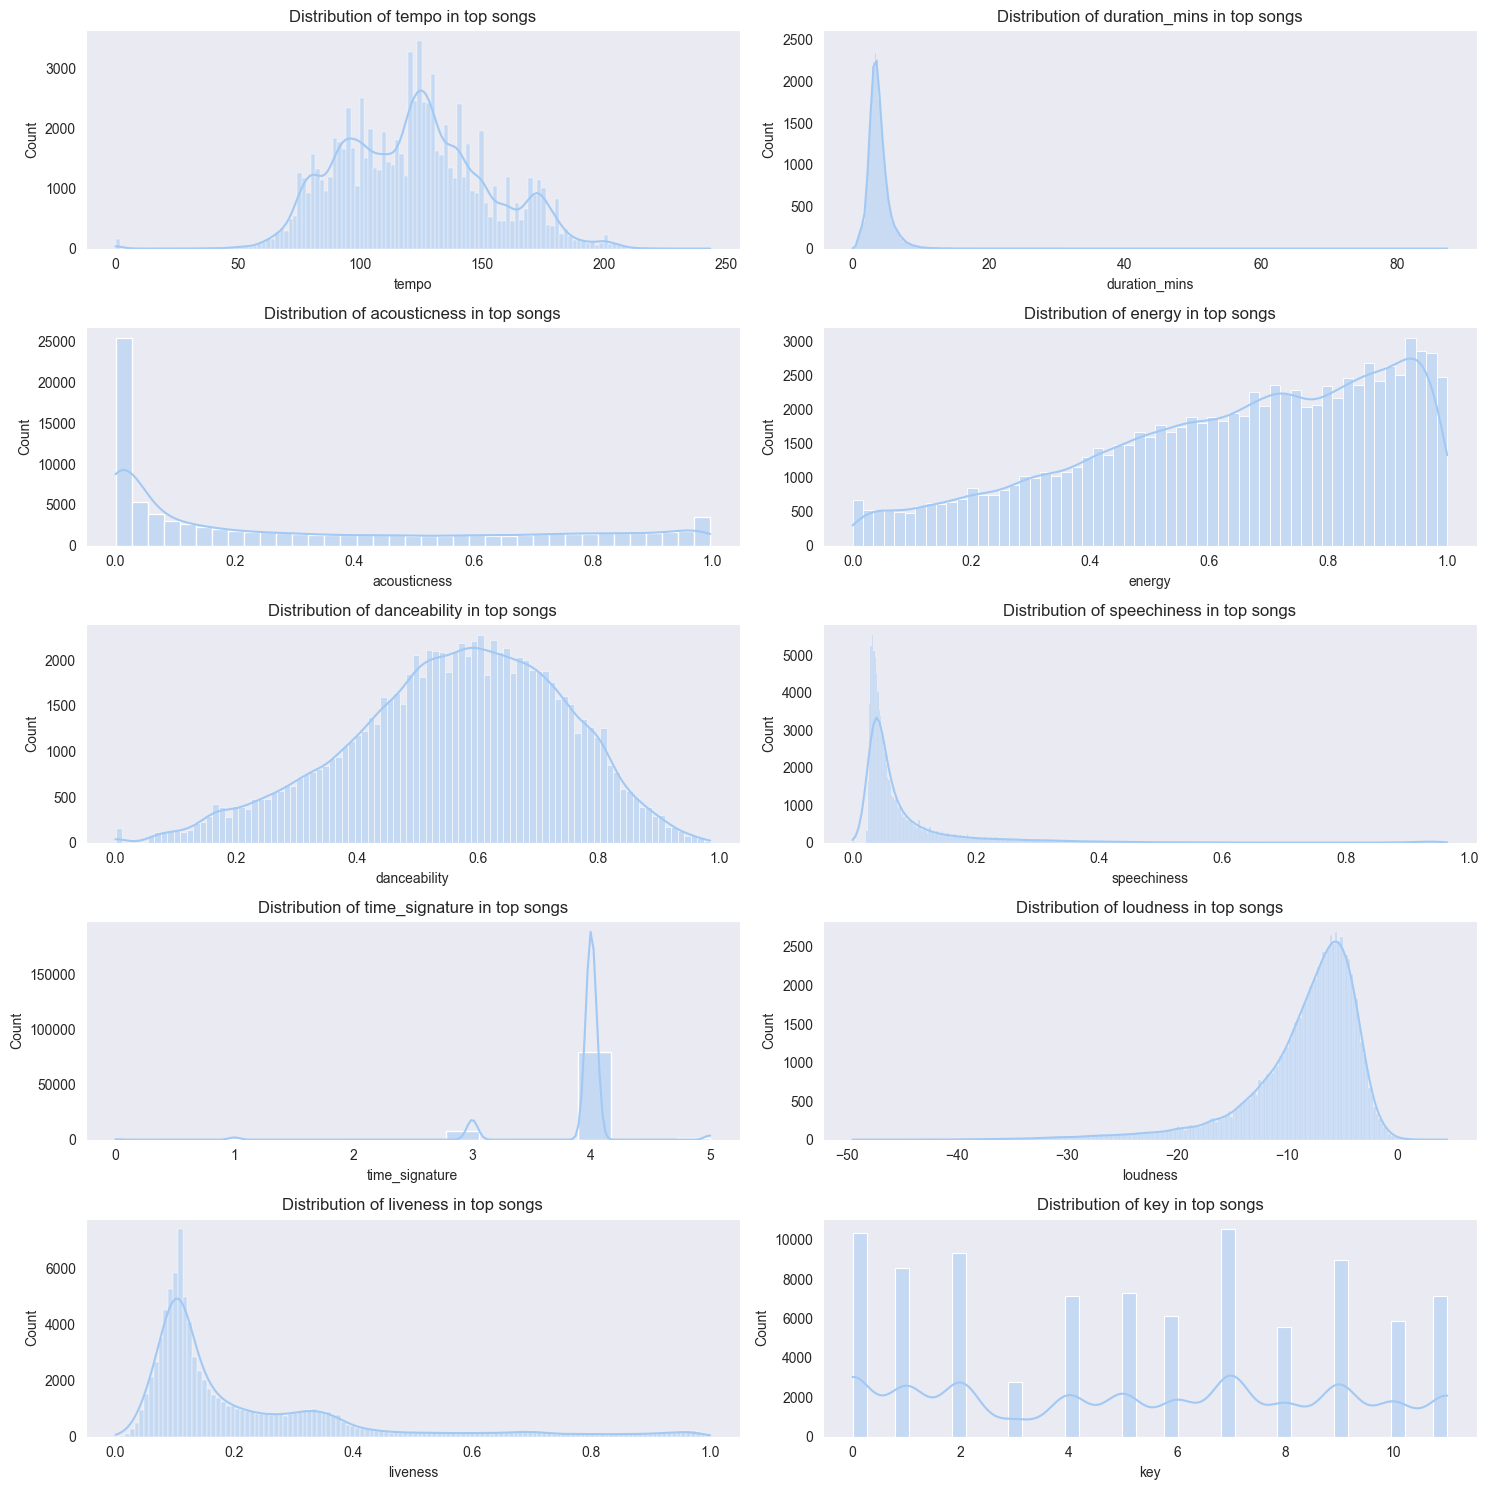 Distribution of tempo in top songs
Count
3000
2000
1000
0
0 50 100 150 200 250
tempo
Distribution of duration_mins in top songs
Count
2500
2000
1500
1000
500
0
0 20 40 60 80
duration_mins
Distribution of acousticness in top songs
Count
25000
20000
15000
10000
5000
0
0.0 0.2 0.4 0.6 0.8 1.0
acousticness
Distribution of energy in top songs
Count
3000
2500
2000
1500
1000
500
0
0.0 0.2 0.4 0.6 0.8 1.0
energy
Distribution of danceability in top songs
Count
2000
1500
1000
500
0
0.0 0.2 0.4 0.6 0.8 1.0
danceability
Distribution of speechiness in top songs
Count
5000
4000
3000
2000
1000
0
0.0 0.2 0.4 0.6 0.8 1.0
speechiness
Distribution of time_signature in top songs
Count
150000
100000
50000
0
0 1 2 3 4 5
time_signature
Distribution of loudness in top songs
Count
2500
2000
1500
1000
500
0
−50 −40 −30 −20 −10 0
loudness
Distribution of liveness in top songs
Count
6000
4000
2000
0
0.0 0.2 0.4 0.6 0.8 1.0
liveness
Distribution of key in top songs
Count
10000
8000
6000
4000
2000
0
0 2 4 6 8 10
key